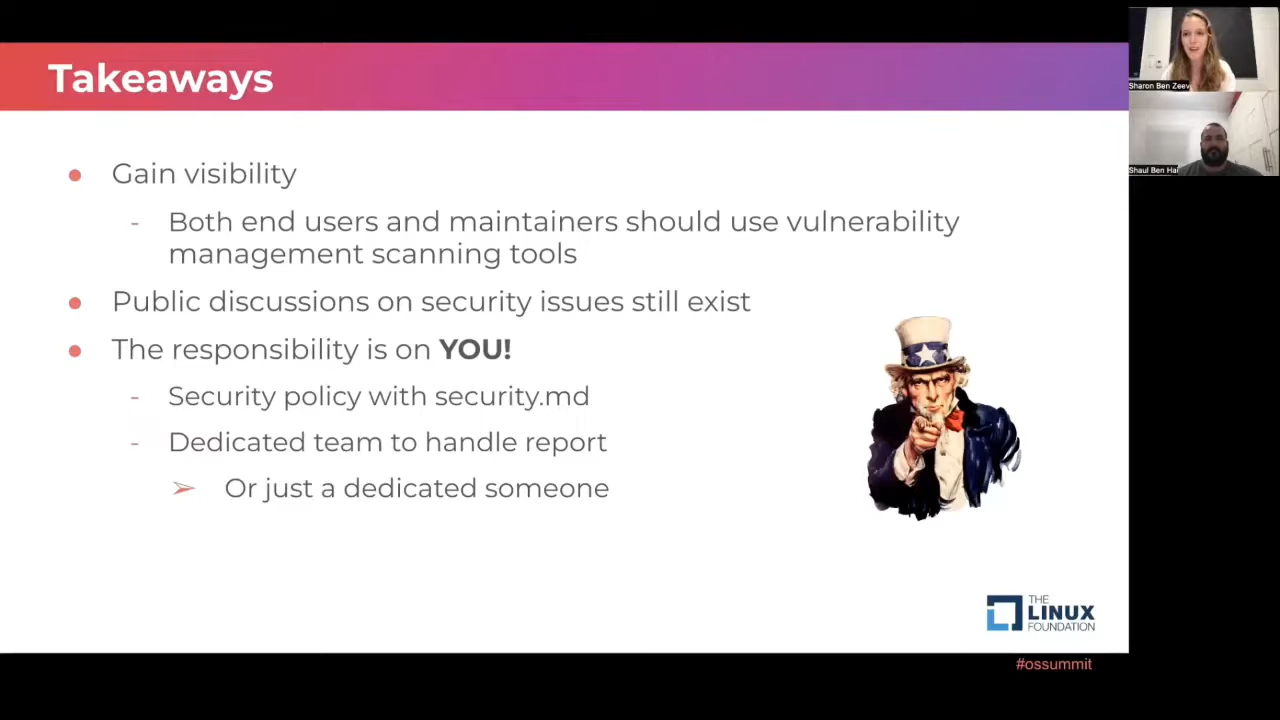 Takeaways
Gain visibility
- Both end users and maintainers should use vulnerability
management scanning tools
Public discussions on security issues still exist
The responsibility is on YOU!
- Security policy with security.md
- Dedicated team to handle report
➢ Or just a dedicated someone
THE
LINUX
FOUNDATION
#ossummit
Sharon Ben Zeev
Shaul Ben Hai